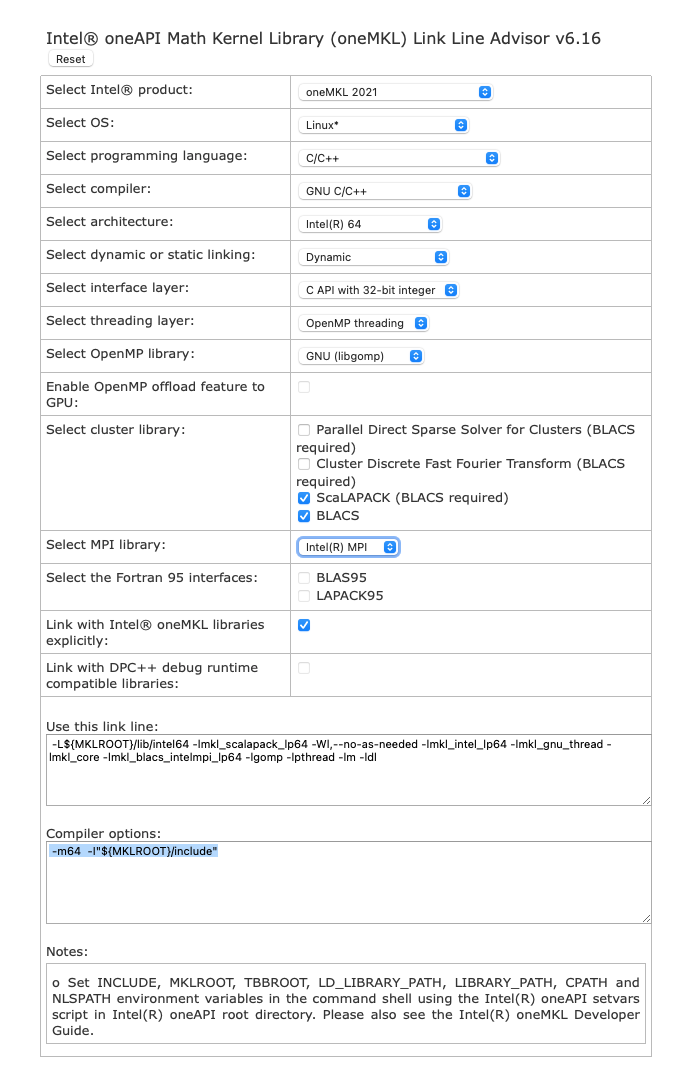 Intel® oneAPI Math Kernel Library (oneMKL) Link Line Advisor v6.16
Reset
Select Intel® product:
oneMKL 2021
Select OS:
Linux*
Select programming language:
C/C++
Select compiler:
GNU C/C++
Select architecture:
Intel(R) 64
Select dynamic or static linking:
Dynamic
Select interface layer:
C API with 32-bit integer
Select threading layer:
OpenMP threading
Select OpenMP library:
GNU (libgomp)
Enable OpenMP offload feature to
GPU:
Select cluster library:
Parallel Direct Sparse Solver for Clusters (BLACS
required)
Cluster Discrete Fast Fourier Transform (BLACS
required)
ScaLAPACK (BLACS required)
BLACS
Select MPI library:
Intel(R) MPI
Select the Fortran 95 interfaces:
BLAS95
LAPACK95
Link with Intel® oneMKL libraries
explicitly:
Link with DPC++ debug runtime
compatible libraries:
Use this link line:
-L${MKLROOT}/lib/intel64 -lmkl_scalapack_lp64 -Wl,--no-as-needed -lmkl_intel_lp64 -lmkl_gnu_thread -
lmkl_core -lmkl_blacs_intelmpi_lp64 -lgomp -lpthread -lm -ldl
Compiler options:
-m64  -I"${MKLROOT}/include"
Notes:
o Set INCLUDE, MKLROOT, TBBROOT, LD_LIBRARY_PATH, LIBRARY_PATH, CPATH and
NLSPATH environment variables in the command shell using the Intel(R) oneAPI setvars
script in Intel(R) oneAPI root directory. Please also see the Intel(R) oneMKL Developer
Guide.